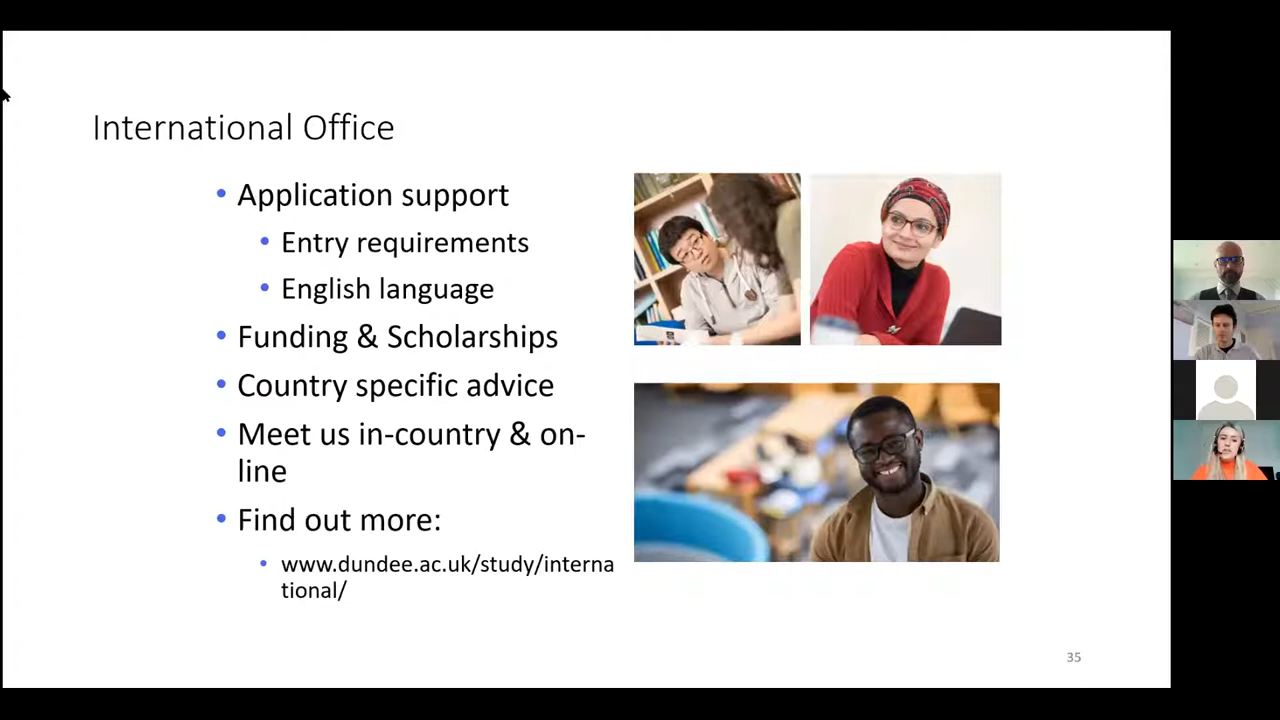 International Office
• Application support
• Entry requirements
• English language
• Funding & Scholarships
• Country specific advice
• Meet us in-country & on-
line
• Find out more:
• www.dundee.ac.uk/study/interna
tional/
35